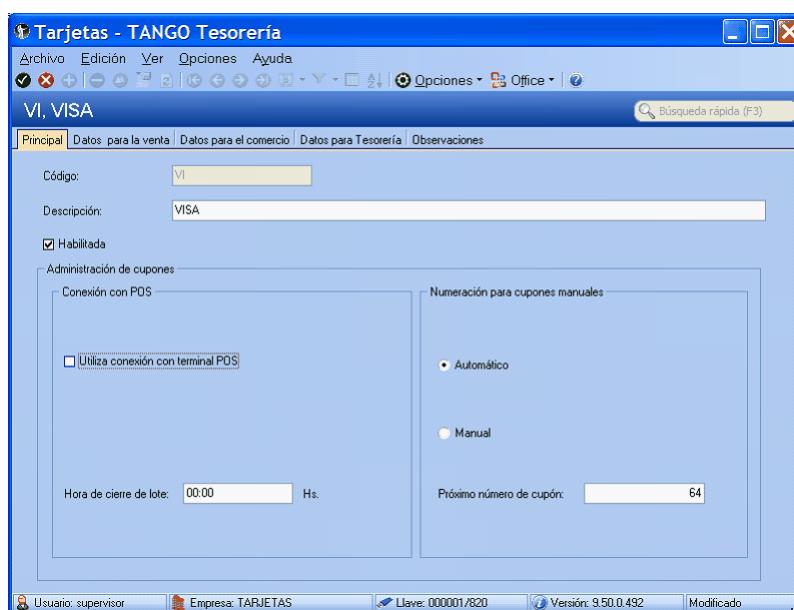 Tarjetas - TANGO Tesorería
Archivo Edición Ver Opciones Ayuda
Opciones Office
VI, VISA
Búsqueda rápida (F3)
Principal Datos para la venta Datos para el comercio Datos para Tesorería Observaciones
Código: VI
Descripción: VISA
Habilitada
Administración de cupones
Conexión con POS Numeración para cupones manuales
Utiliza conexión con terminal POS
Automático
Manual
Hora de cierre de lote: 00:00 Hs. Próximo número de cupón: 64
Usuario: supervisor Empresa: TARJETAS Llave: 000001/820 Versión: 9.50.0.492 Modificado